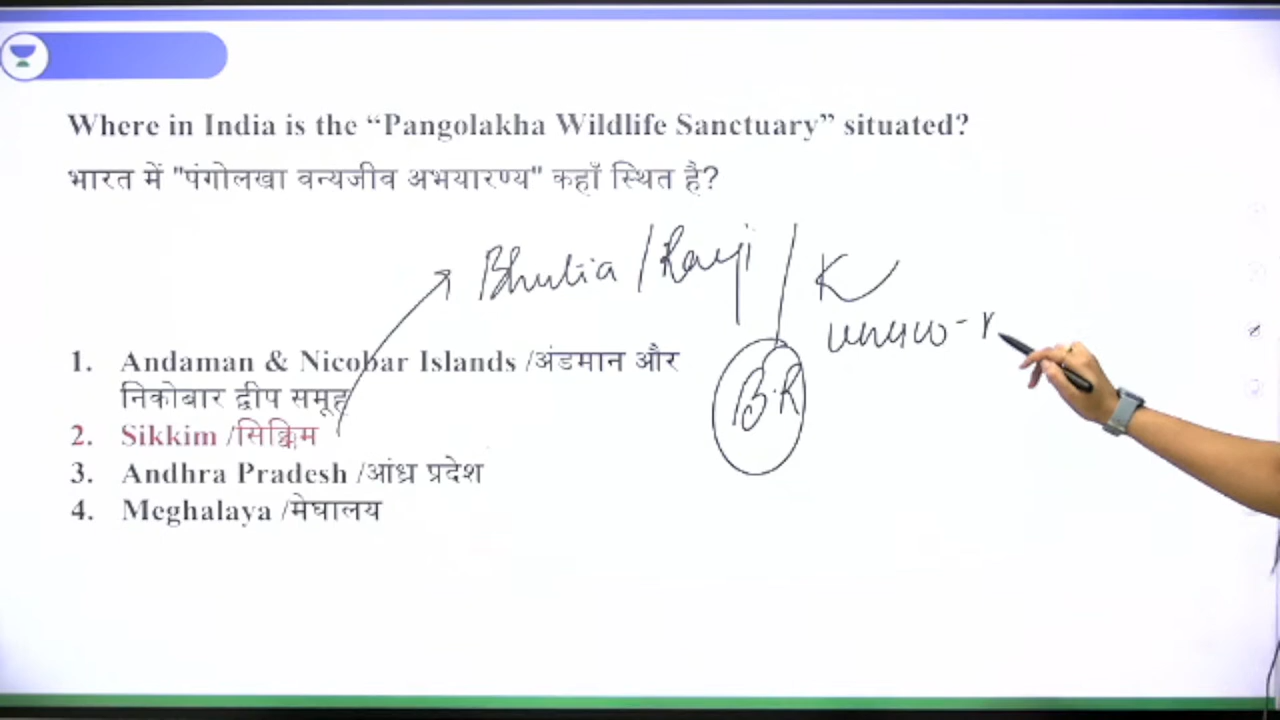 Where in India is the “Pangolakha Wildlife Sanctuary” situated?
भारत में "पंगोलखा वन्यजीव अभयारण्य" कहाँ स्थित है?
Bhutia /
K
B.R
1. Andaman & Nicobar Islands /अंडमान और
निकोबार द्वीप समूह
2. Sikkim /सिक्किम
3. Andhra Pradesh /आंध्र प्रदेश
4. Meghalaya /मेघालय